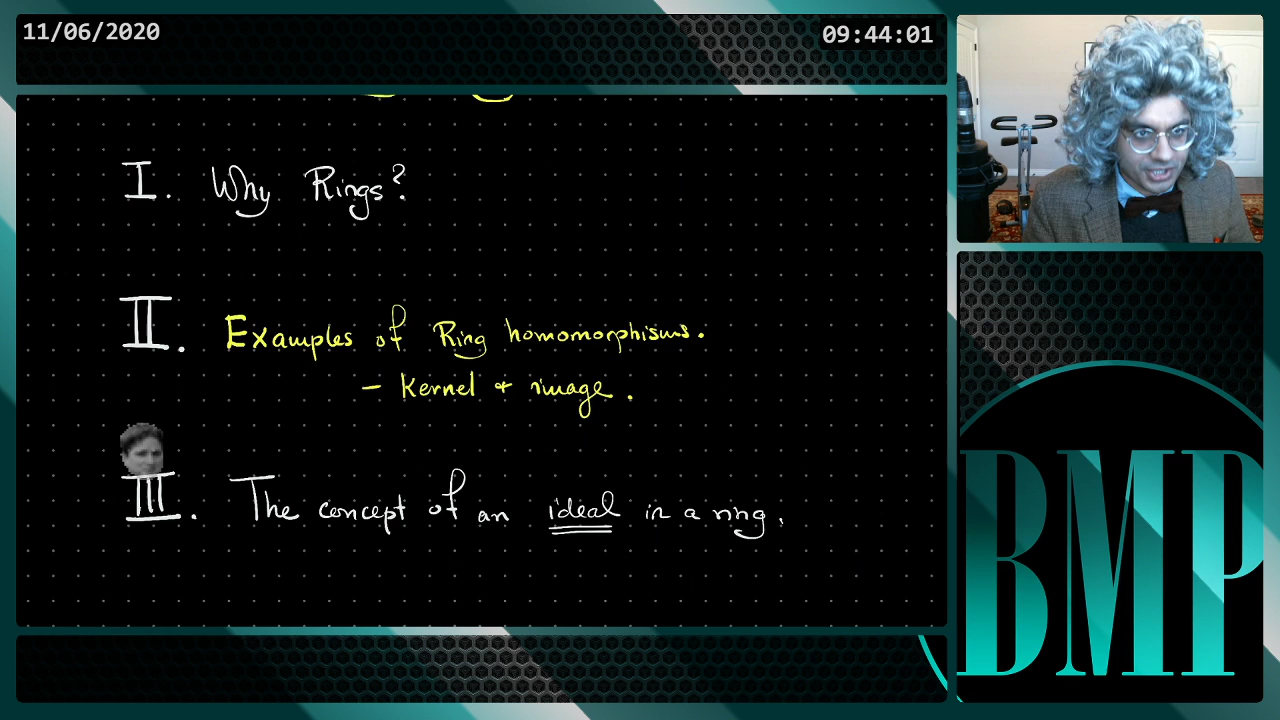 11/06/2020
09:44:01
I. Why Rings?
II. Examples of Ring homomorphisms.
- Kernel + image.
III. The concept of an ideal in a ring.
BMP